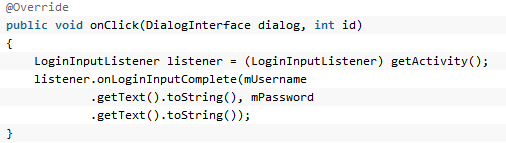 @Override
public void onClick(DialogInterface dialog, int id)
{
    LoginInputListener listener = (LoginInputListener) getActivity();
    listener.onLoginInputComplete(mUsername
            .getText().toString(), mPassword
            .getText().toString());
}